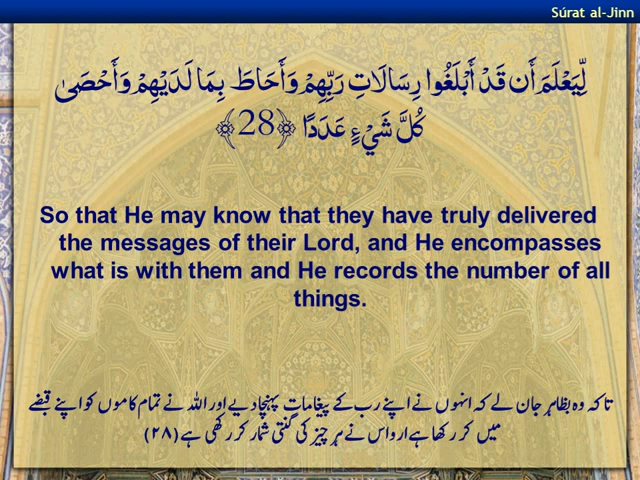 Súrat al-Jinn
لِّيَعْلَمَ أَن قَدْ أَبْلَغُوا رِسَالَاتِ رَبِّهِمْ وَأَحَاطَ بِمَا لَدَيْهِمْ وَأَحْصَىٰ
كُلَّ شَيْءٍ عَدَدًا ﴿28﴾
So that He may know that they have truly delivered
the messages of their Lord, and He encompasses
what is with them and He records the number of all
things.
تاکہ وہ بظاہر جان لے کہ انہوں نے اپنے رب کے پیغامات پہنچا دیے اور اللہ نے تمام کاموں کو اپنے قبضے
میں کر رکھا ہے ارو اس نے ہر چیز کی گنتی شمار کر رکھی ہے (۲۸)